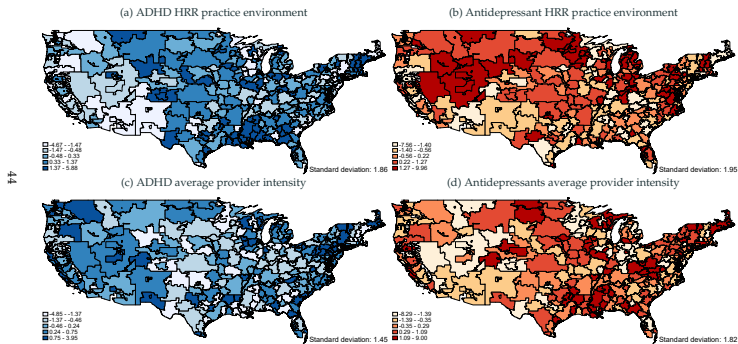 (a) ADHD HRR practice environment
-4.67 - -1.47
-1.47 - -0.48
-0.48 - 0.33
0.33 - 1.37
1.37 - 5.88
Standard deviation: 1.86
(b) Antidepressant HRR practice environment
-7.56 - -1.40
-1.40 - -0.56
-0.56 - 0.22
0.22 - 1.27
1.27 - 9.96
Standard deviation: 1.95
(c) ADHD average provider intensity
-4.85 - -1.37
-1.37 - -0.46
-0.46 - 0.24
0.24 - 0.75
0.75 - 3.95
Standard deviation: 1.45
(d) Antidepressants average provider intensity
-8.29 - -1.39
-1.39 - -0.35
-0.35 - 0.29
0.29 - 1.09
1.09 - 9.00
Standard deviation: 1.82
44